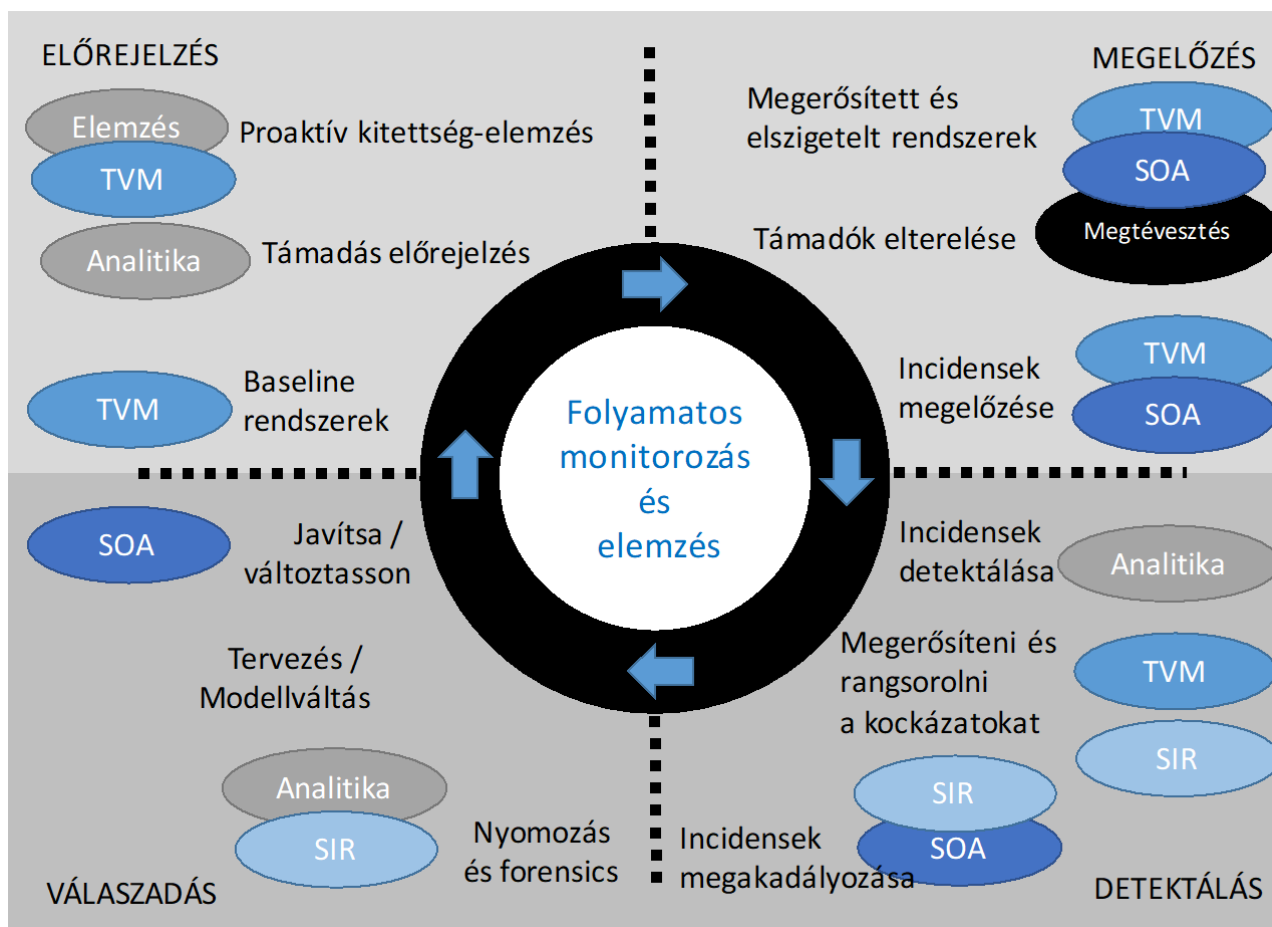 ELŐREJELZÉS
Elemzés
TVM
Proaktív kitettség-elemzés
Analitika
Támadás előrejelzés
TVM
Baseline
rendszerek
MEGELŐZÉS
Megerősített és
elszigetelt rendszerek
TVM
SOA
Támadók elterelése
Megtévesztés
Incidensek
megelőzése
TVM
SOA
Folyamatos
monitorozás
és
elemzés
SOA
Javítsa /
változtasson
Tervezés /
Modellváltás
Analitika
SIR
Nyomozás
és forensics
VÁLASZADÁS
Incidensek
detektálása
Analitika
Megerősíteni és
rangsorolni
a kockázatokat
TVM
SIR
SIR
SOA
Incidensek
megakadályozása
DETEKTÁLÁS